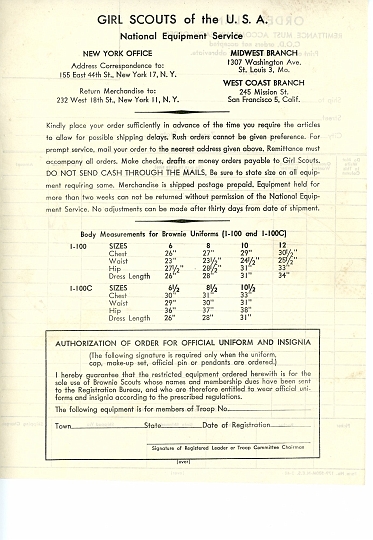 GIRL SCOUTS of the U. S. A.
National Equipment Service
NEW YORK OFFICE
Address Correspondence to:
155 East 44th St., New York 17, N. Y.
Return Merchandise to:
232 West 18th St., New York 11, N. Y.
MIDWEST BRANCH
1307 Washington Ave.
St. Louis 3, Mo.
WEST COAST BRANCH
245 Mission St.
San Francisco 5, Calif.
Kindly place your order sufficiently in advance of the time you require the articles
to allow for possible shipping delays. Rush orders cannot be given preference. For
prompt service, mail your order to the nearest address given above. Remittance must
accompany all orders. Make checks, drafts or money orders payable to Girl Scouts.
DO NOT SEND CASH THROUGH THE MAILS. Be sure to state size on all equip-
ment requiring same. Merchandise is shipped postage prepaid. Equipment held for
more than two weeks can not be returned without permission of the National Equip-
ment Service. No adjustments can be made after thirty days from date of shipment.
Body Measurements for Brownie Uniforms (1-100 and 1-100C)
1-100 SIZES 6 8 10 12
Chest 26" 27" 29" 30½"
Waist 23" 23½" 24½" 25½"
Hip 27½" 28½" 31" 33"
Dress Length 26" 28" 31" 34"
1-100C SIZES 6½ 8½ 10½
Chest 30" 31" 33"
Waist 29" 30" 31"
Hip 36" 37" 38"
Dress Length 26" 28" 31"
AUTHORIZATION OF ORDER FOR OFFICIAL UNIFORM AND INSIGNIA
(The following signature is required only when the uniform,
cap, make-up set, official pin or pendant are ordered.)
I hereby guarantee that the restricted equipment ordered herewith is for the
sole use of Brownie Scouts whose names and membership dues have been sent
to the Registration Bureau, and who are therefore entitled to wear official uni-
forms and insignia according to the prescribed regulations.
The following equipment is for members of Troop No.
Town State Date of Registration
Signature of Registered Leader or Troop Committee Chairman
(over)